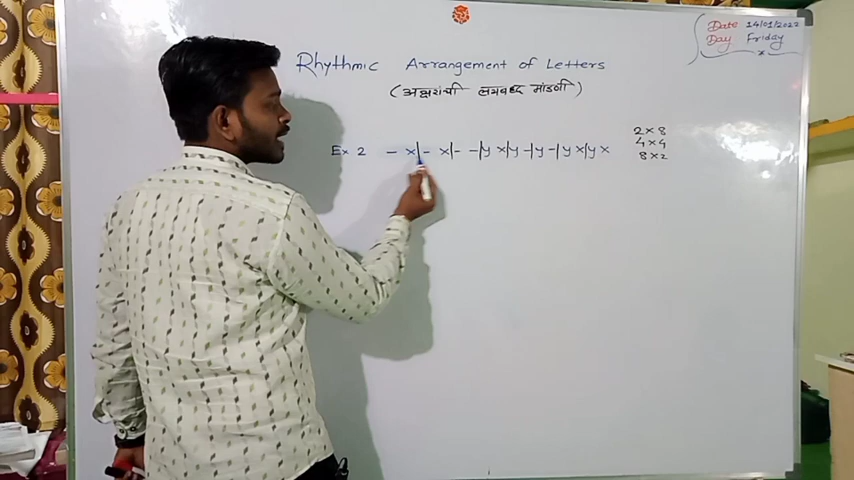 Date 14/01/2022
Day Friday
Rhythmic Arrangement of Letters
(अक्षरांची लयबध्द मांडणी)
Ex 2 - x|- x|- -|y x|y -|y -|y x|y x
2×8
4×4
8×2